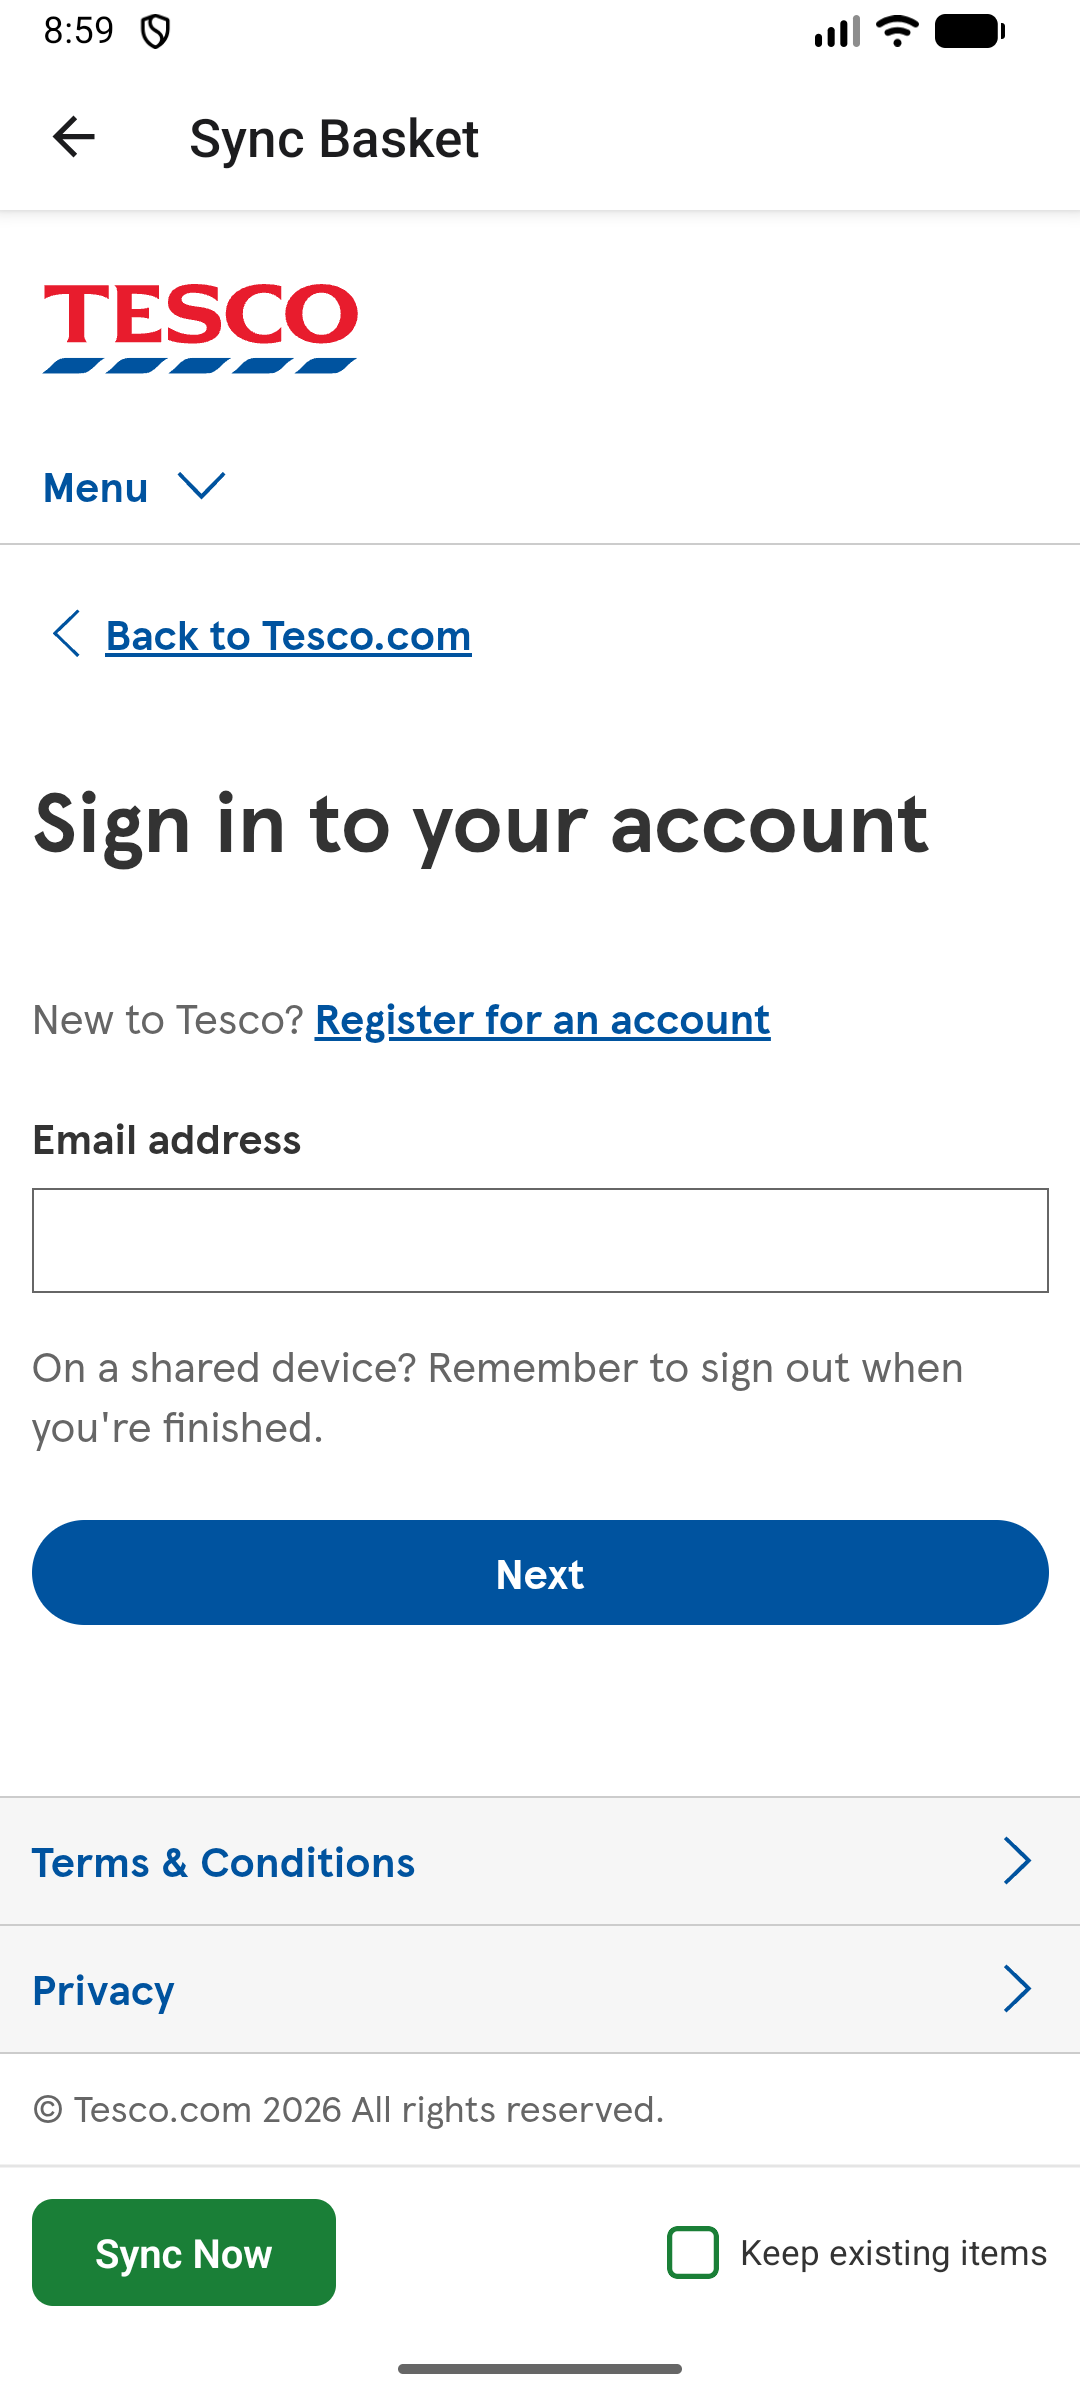 8:59
Sync Basket
TESCO
Menu
Back to Tesco.com
Sign in to your account
New to Tesco? Register for an account
Email address
On a shared device? Remember to sign out when
you're finished.
Next
Terms & Conditions
Privacy
© Tesco.com 2026 All rights reserved.
Sync Now
Keep existing items